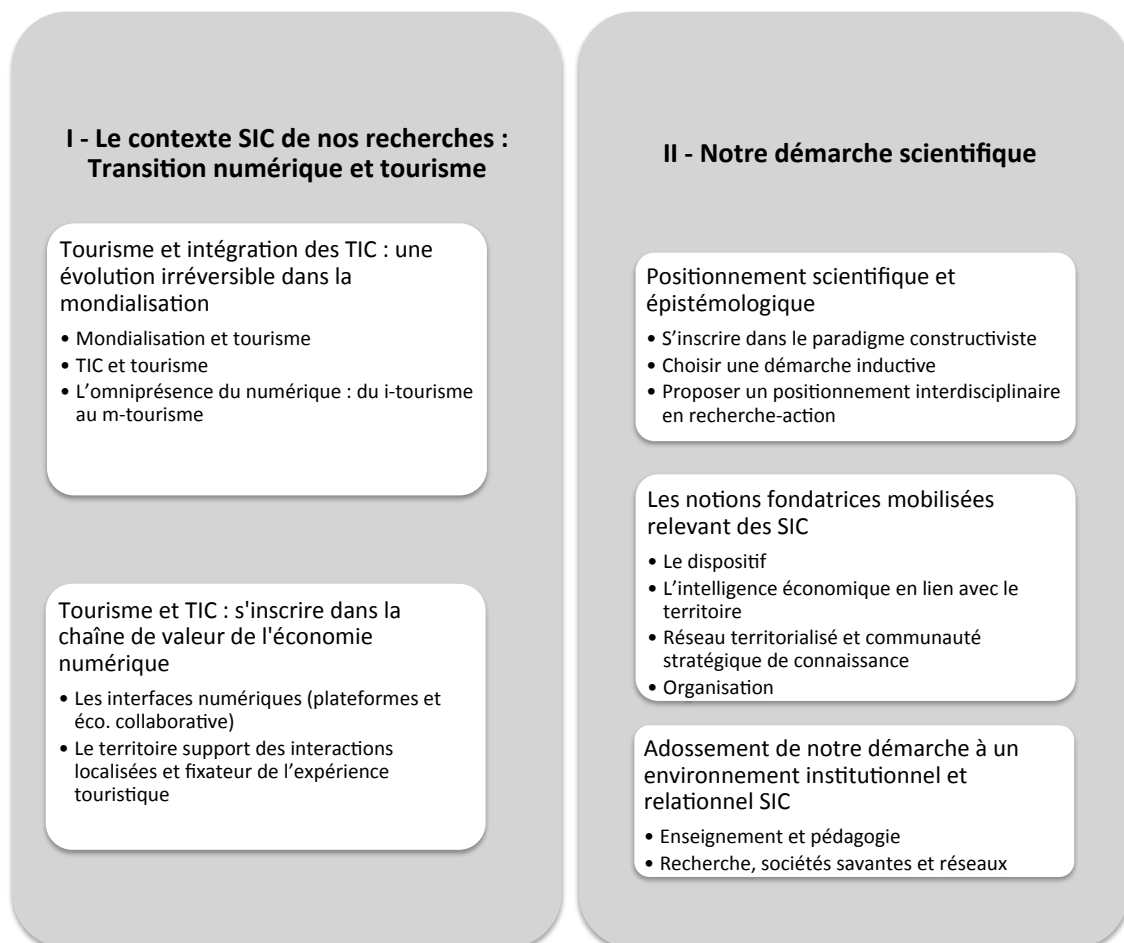 I - Le contexte SIC de nos recherches :
Transition numérique et tourisme
Tourisme et intégration des TIC : une
évolution irréversible dans la
mondialisation
• Mondialisation et tourisme
• TIC et tourisme
• L’omniprésence du numérique : du i-tourisme
au m-tourisme
Tourisme et TIC : s'inscrire dans la
chaîne de valeur de l'économie
numérique
• Les interfaces numériques (plateformes et
éco. collaborative)
• Le territoire support des interactions
localisées et fixateur de l’expérience
touristique
II - Notre démarche scientifique
Positionnement scientifique et
épistémologique
• S’inscrire dans le paradigme constructiviste
• Choisir une démarche inductive
• Proposer un positionnement interdisciplinaire
en recherche-action
Les notions fondatrices mobilisées
relevant des SIC
• Le dispositif
• L’intelligence économique en lien avec le
territoire
• Réseau territorialisé et communauté
stratégique de connaissance
• Organisation
Adossement de notre démarche à un
environnement institutionnel et
relationnel SIC
• Enseignement et pédagogie
• Recherche, sociétés savantes et réseaux